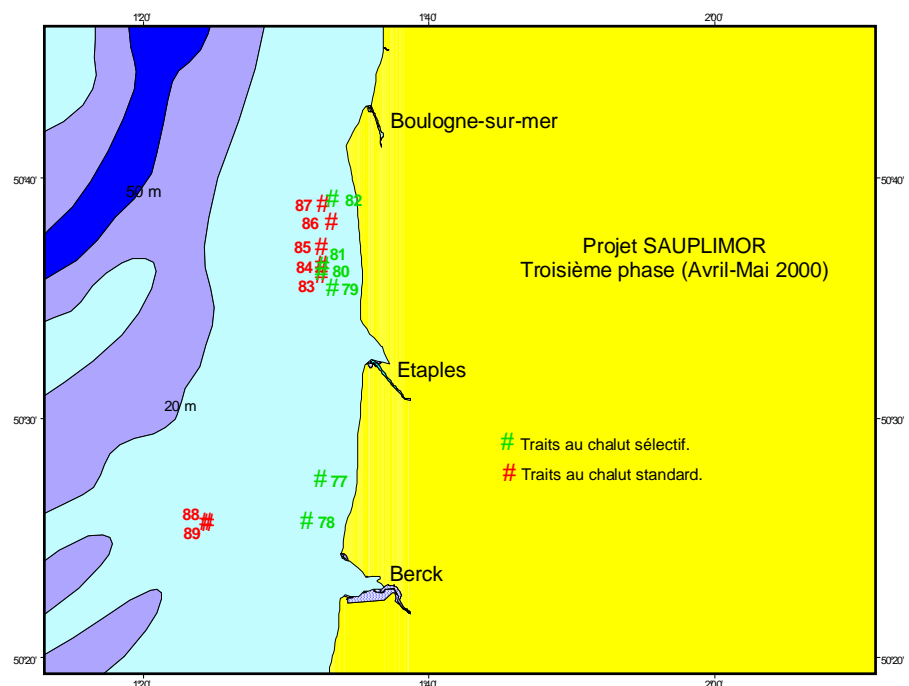 1'20' 1'40' 2'00'
Boulogne-sur-mer
50'40' 50'40'
50 m
87 # # 82
86 #
85 # 81
Projet SAUPLIMOR
84 # # 80
Troisième phase (Avril-Mai 2000)
83 # # 79
Etaples
20 m
50'30' 50'30'
# Traits au chalut sélectif.
# Traits au chalut standard.
# 77
88 # # 78
89 #
Berck
50'20' 50'20'
1'20' 1'40' 2'00'